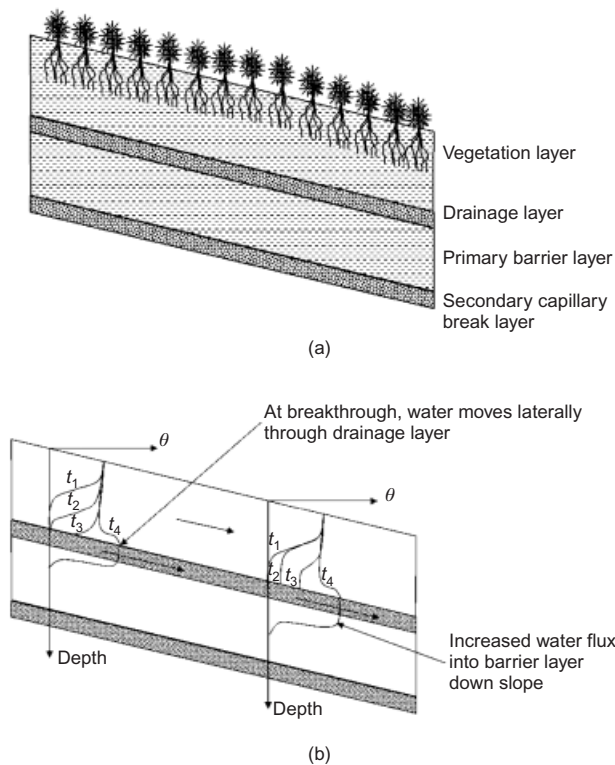 Vegetation layer
Drainage layer
Primary barrier layer
Secondary capillary
break layer
(a)
At breakthrough, water moves laterally
through drainage layer
θ
t1
t2
t3
t4
θ
t1
t2
t3
t4
Depth
Increased water flux
into barrier layer
down slope
Depth
(b)